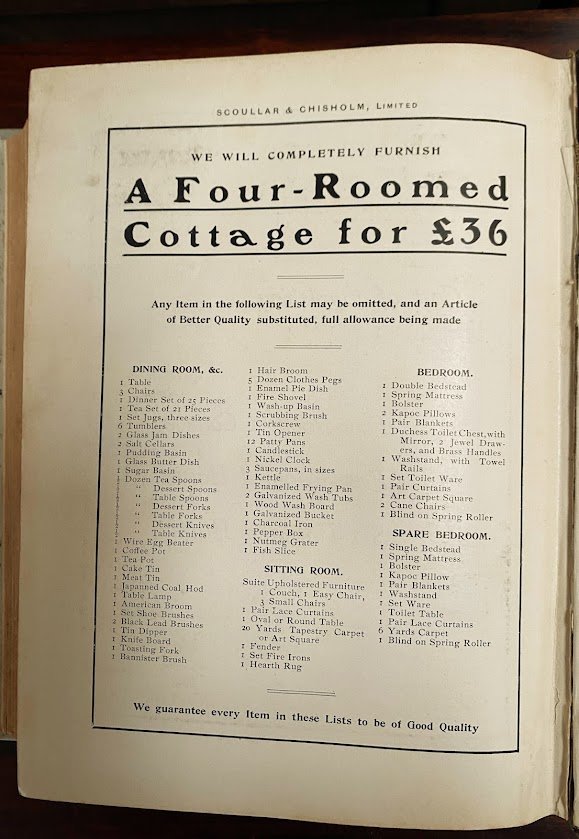 SCOULLAR & CHISHOLM, LIMITED
WE WILL COMPLETELY FURNISH
A Four-Roomed
Cottage for £36
Any Item in the following List may be omitted, and an Article
of Better Quality substituted, full allowance being made
DINING ROOM, &c.
1 Table
3 Chairs
1 Dinner Set of 25 Pieces
1 Tea Set of 21 Pieces
1 Set Jugs, three sizes
6 Tumblers
2 Glass Jam Dishes
2 Salt Cellars
1 Pudding Basin
1 Glass Butter Dish
1 Sugar Basin
½ Dozen Tea Spoons
½ " Dessert Spoons
½ " Table Spoons
½ " Dessert Forks
½ " Table Forks
½ " Dessert Knives
½ " Table Knives
1 Wire Egg Beater
1 Coffee Pot
1 Tea Pot
1 Cake Tin
1 Meat Tin
1 Japanned Coal Hod
1 Table Lamp
1 American Broom
1 Set Shoe Brushes
2 Black Lead Brushes
1 Tin Dipper
1 Knife Board
1 Toasting Fork
1 Bannister Brush
1 Hair Broom
5 Dozen Clothes Pegs
1 Enamel Pie Dish
1 Fire Shovel
1 Wash-up Basin
1 Scrubbing Brush
1 Corkscrew
1 Tin Opener
12 Patty Pans
1 Candlestick
1 Nickel Clock
3 Saucepans, in sizes
1 Kettle
1 Enamelled Frying Pan
2 Galvanized Wash Tubs
1 Wood Wash Board
1 Galvanized Bucket
1 Charcoal Iron
1 Pepper Box
1 Nutmeg Grater
1 Fish Slice
SITTING ROOM.
Suite Upholstered Furniture
1 Couch, 1 Easy Chair,
3 Small Chairs
1 Pair Lace Curtains
1 Oval or Round Table
20 Yards Tapestry Carpet
or Art Square
1 Fender
1 Set Fire Irons
1 Hearth Rug
BEDROOM.
1 Double Bedstead
1 Spring Mattress
1 Bolster
2 Kapoc Pillows
1 Pair Blankets
1 Duchess Toilet Chest, with
Mirror, 2 Jewel Draw-
ers, and Brass Handles
1 Washstand, with Towel
Rails
1 Set Toilet Ware
1 Pair Curtains
1 Art Carpet Square
2 Cane Chairs
1 Blind on Spring Roller
SPARE BEDROOM.
1 Single Bedstead
1 Spring Mattress
1 Bolster
1 Kapoc Pillow
1 Pair Blankets
1 Washstand
1 Set Ware
1 Toilet Table
1 Pair Lace Curtains
6 Yards Carpet
1 Blind on Spring Roller
We guarantee every Item in these Lists to be of Good Quality